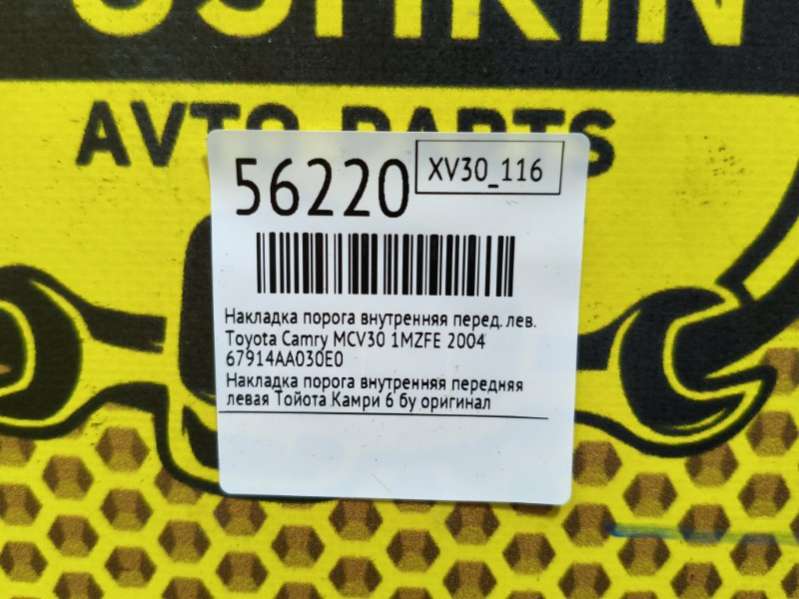 AVTO PARTS
56220
XV30_116
Накладка порога внутренняя перед. лев.
Toyota Camry MCV30 1MZFE 2004
67914AA030E0
Накладка порога внутренняя передняя
левая Тойота Камри 6 бу оригинал